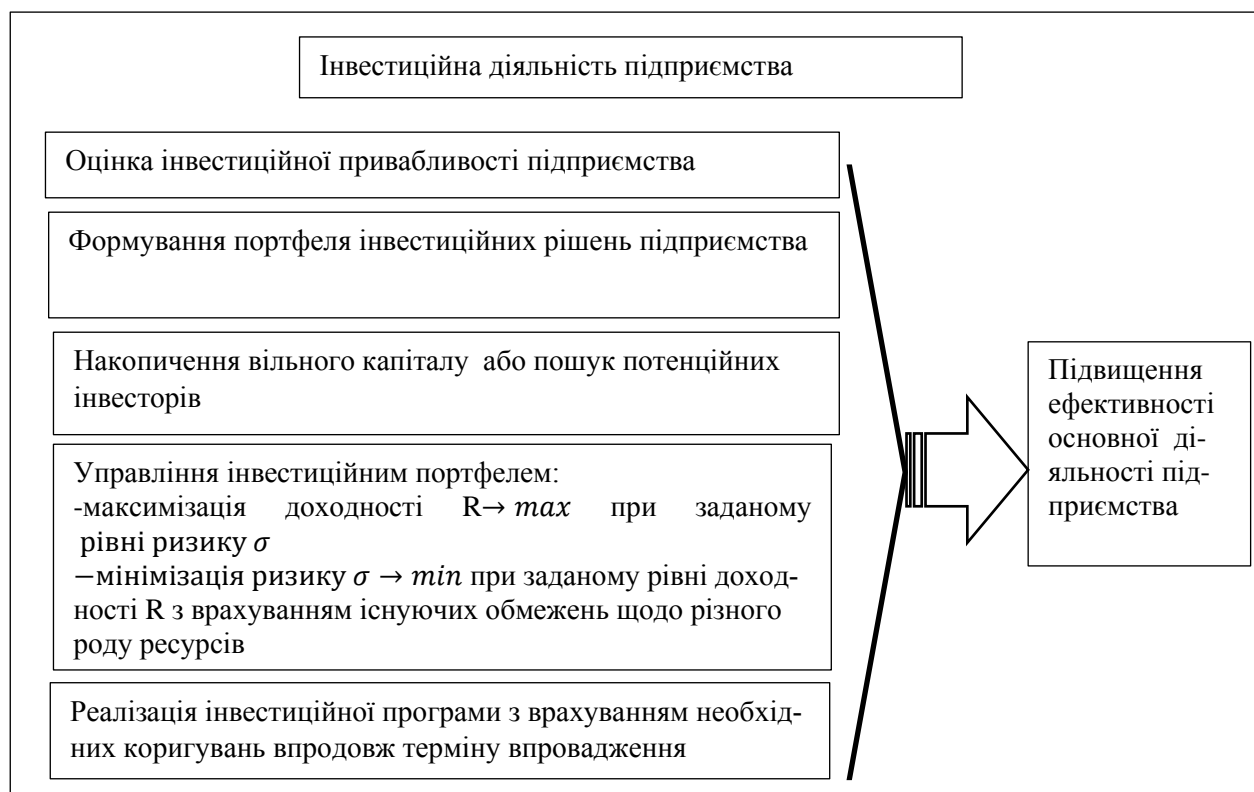 Інвестиційна діяльність підприємства
Оцінка інвестиційної привабливості підприємства
Формування портфеля інвестиційних рішень підприємства
Накопичення вільного капіталу або пошук потенційних
інвесторів
Управління інвестиційним портфелем:
-максимізація доходності R→ max при заданому
рівні ризику σ
−мінімізація ризику σ → min при заданому рівні доход-
ності R з врахуванням існуючих обмежень щодо різного
роду ресурсів
Реалізація інвестиційної програми з врахуванням необхід-
них коригувань впродовж терміну впровадження
Підвищення
ефективності
основної ді-
яльності під-
приємства